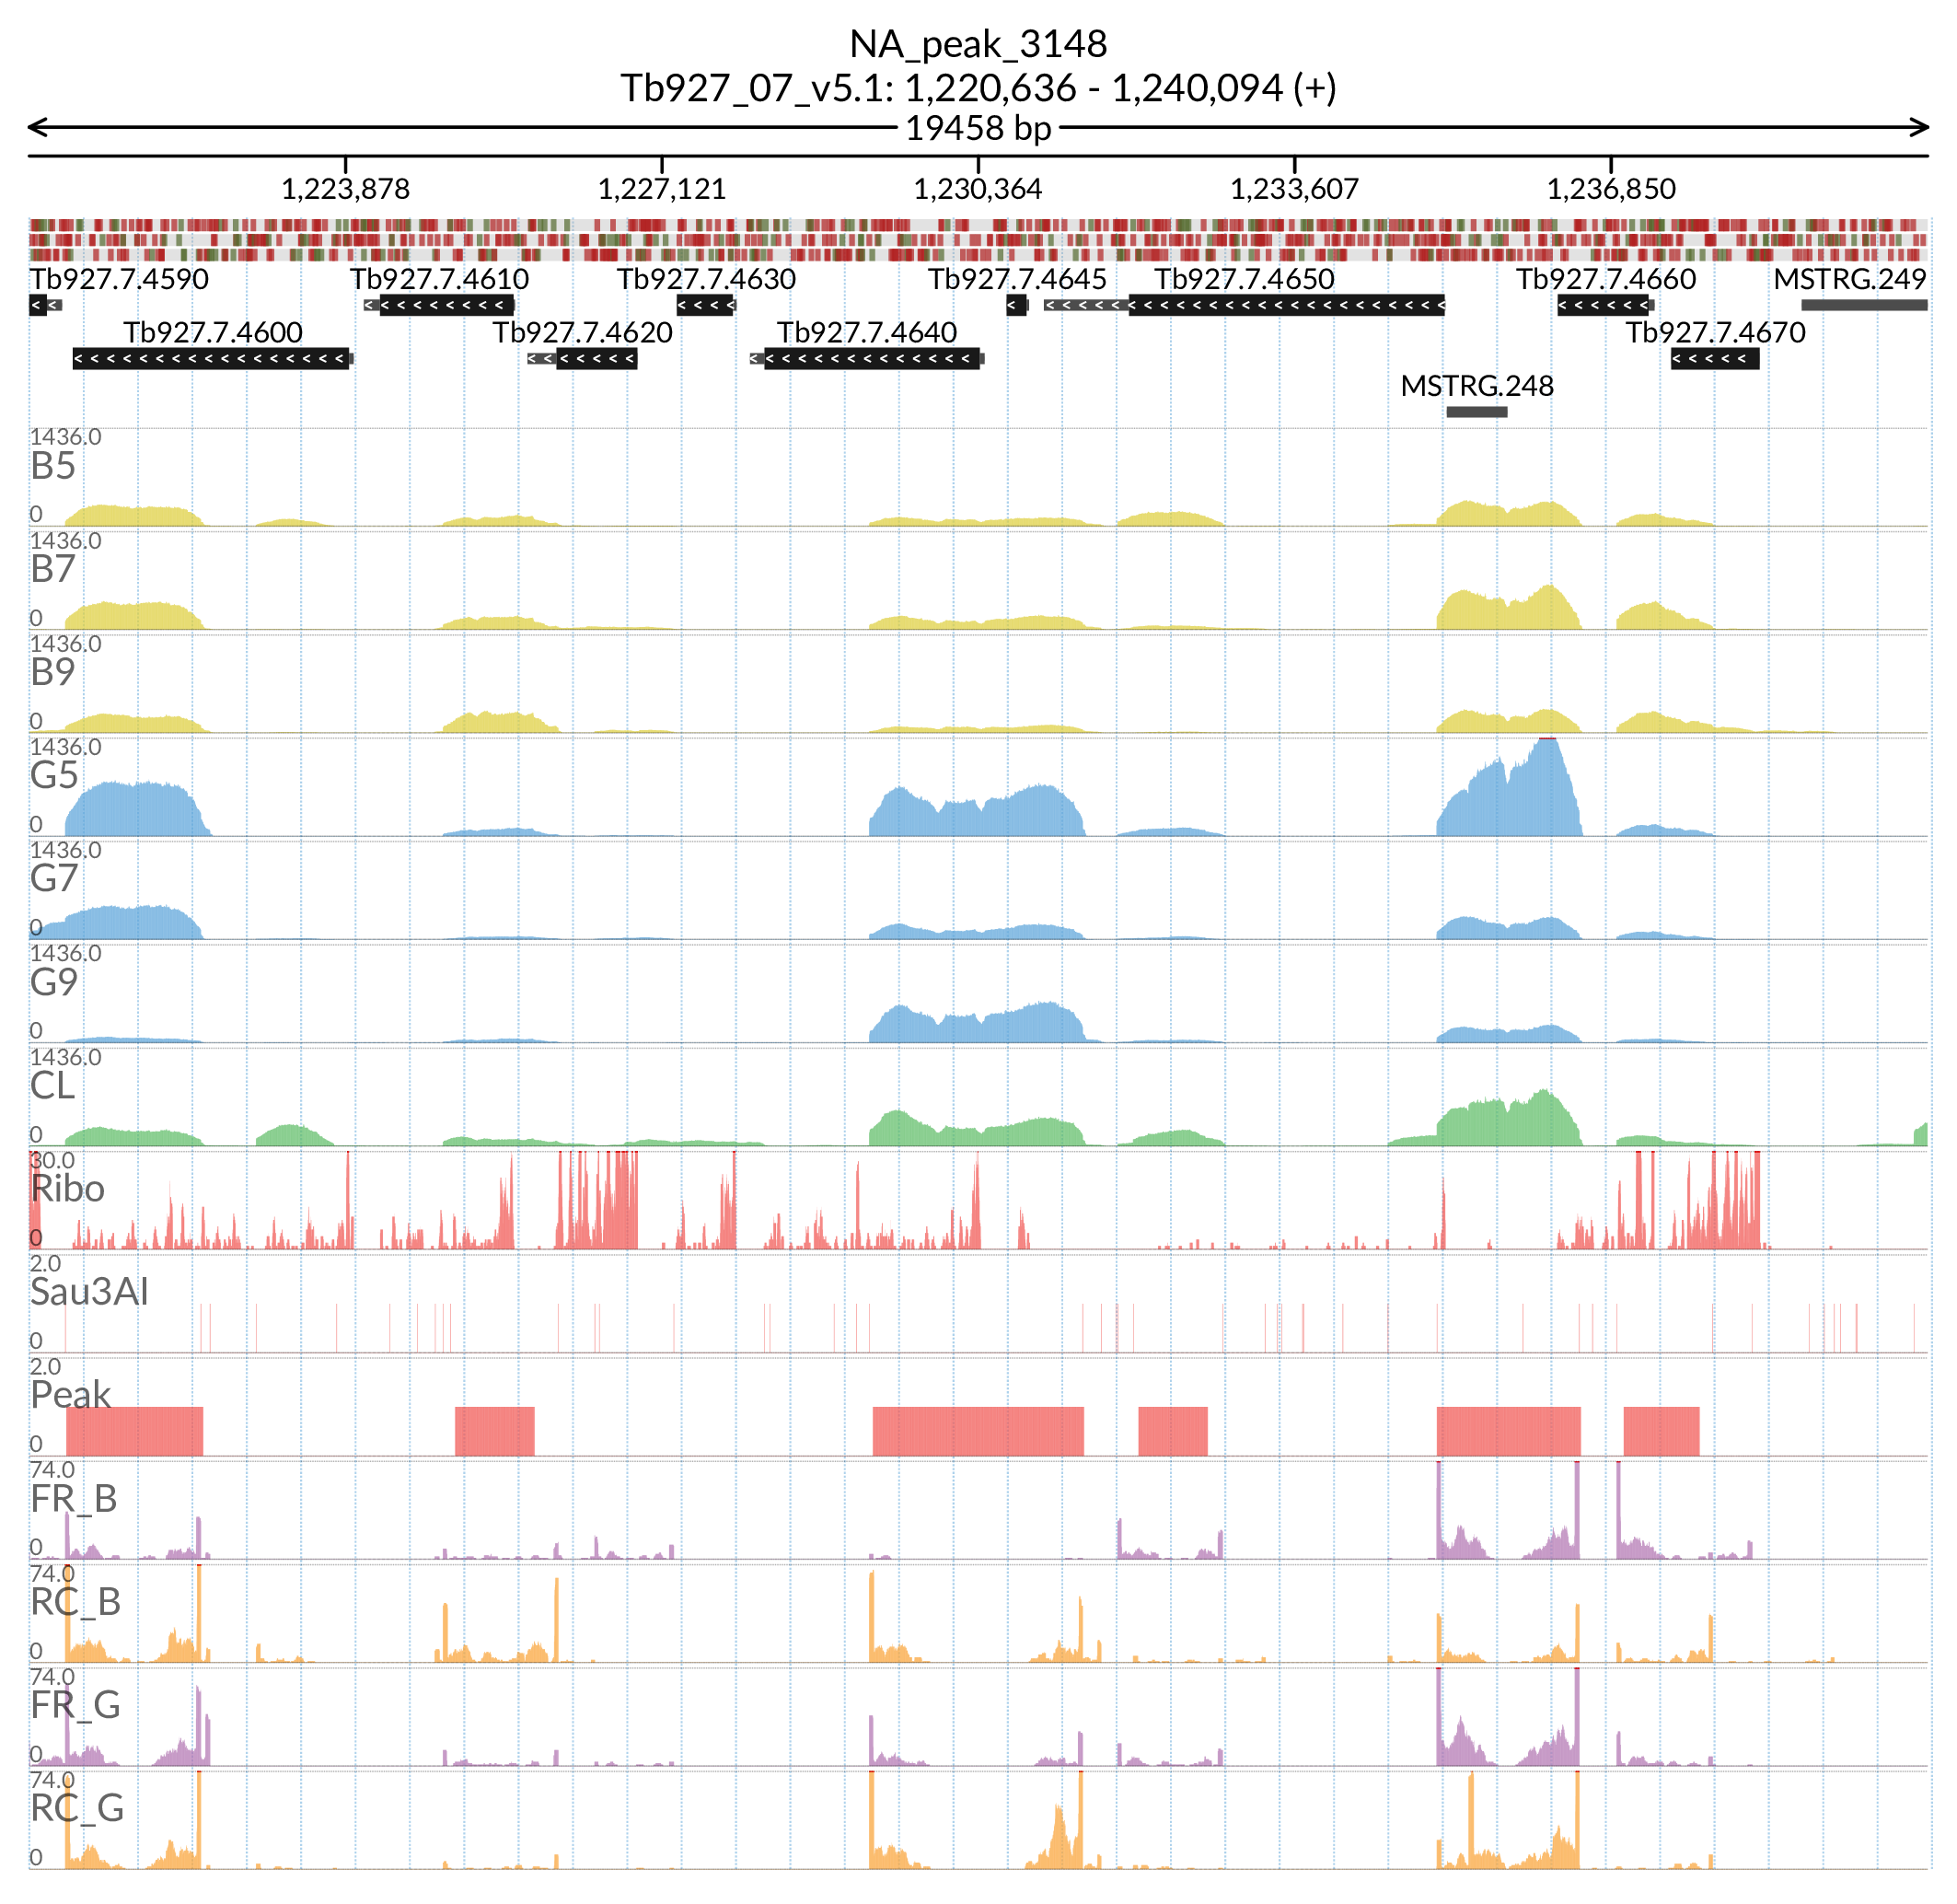 NA_peak_3148
Tb927_07_v5.1: 1,220,636 - 1,240,094 (+)
19458 bp
1,223,878 1,227,121 1,230,364 1,233,607 1,236,850
Tb927.7.4590 Tb927.7.4610 Tb927.7.4630 Tb927.7.4645 Tb927.7.4650 Tb927.7.4660 MSTRG.249
Tb927.7.4600 Tb927.7.4620 Tb927.7.4640 Tb927.7.4670
MSTRG.248
1436.0
B5
0
1436.0
B7
0
1436.0
B9
0
1436.0
G5
0
1436.0
G7
0
1436.0
G9
0
1436.0
CL
0
30.0
Ribo
0
2.0
Sau3AI
0
2.0
Peak
0
74.0
FR_B
0
74.0
RC_B
0
74.0
FR_G
0
74.0
RC_G
0